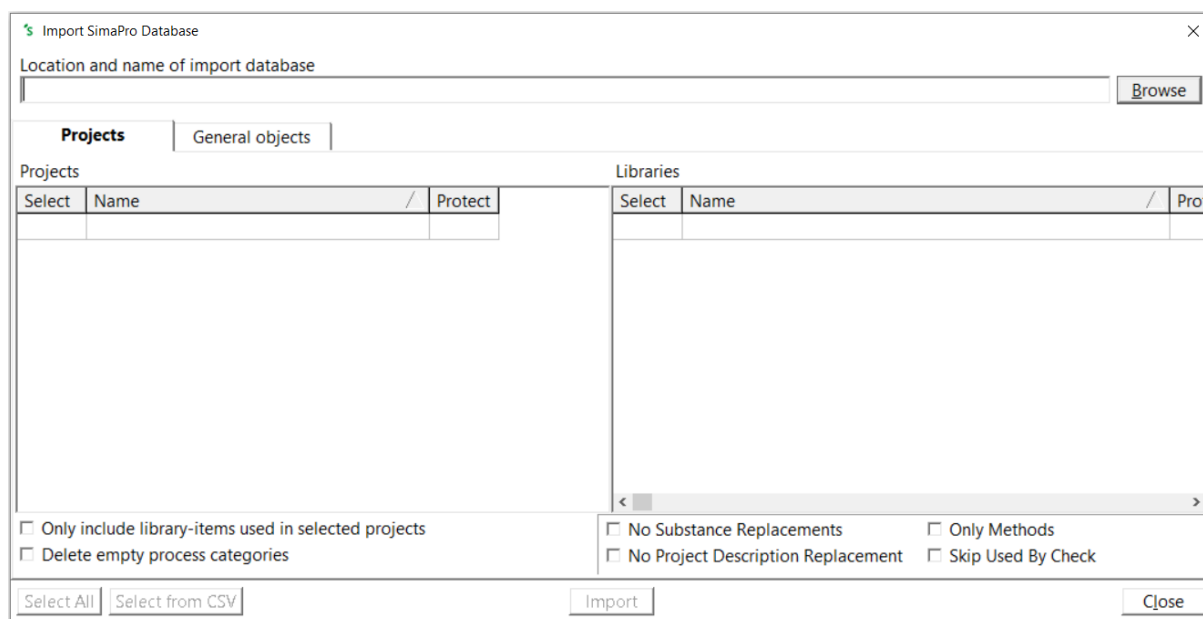 Import SimaPro Database
Location and name of import database
Browse
Projects General objects
Projects Libraries
Select Name Protect Select Name Pro
Only include library-items used in selected projects No Substance Replacements Only Methods
Delete empty process categories No Project Description Replacement Skip Used By Check
Select All Select from CSV Import Close